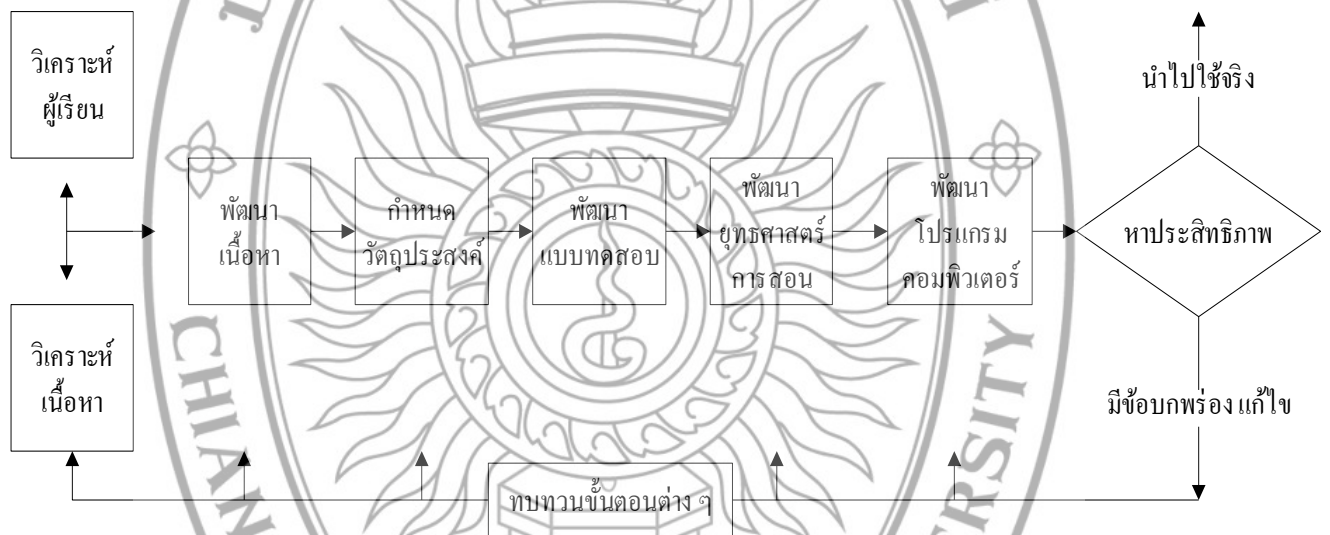 วิเคราะห์
ผู้เรียน
วิเคราะห์
เนื้อหา
พัฒนา
เนื้อหา
กำหนด
วัตถุประสงค์
พัฒนา
แบบทดสอบ
พัฒนา
ยุทธศาสตร์
การสอน
พัฒนา
โปรแกรม
คอมพิวเตอร์
หาประสิทธิภาพ
นำไปใช้จริง
มีข้อบกพร่อง แก้ไข
ทบทวนขั้นตอนต่าง ๆ
CHIAN
ERSITY